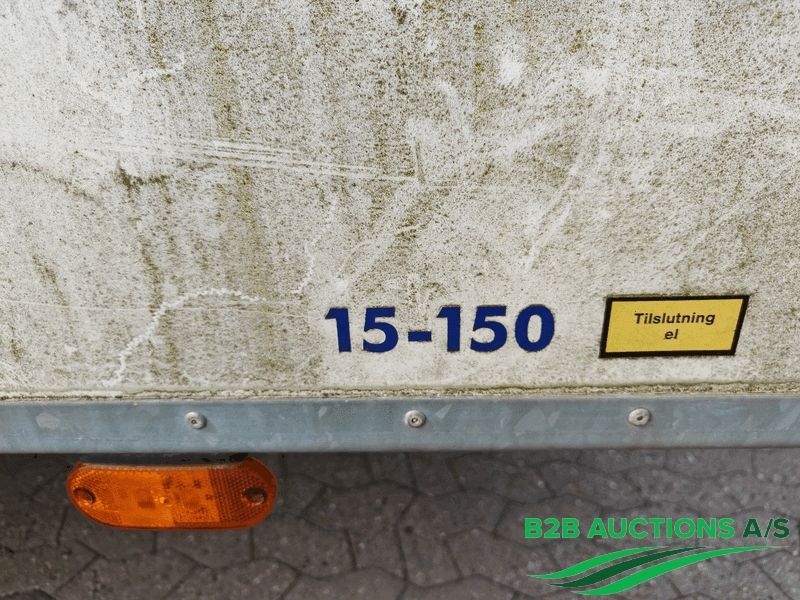 15-150
Tilslutning
el
B2B AUCTIONS A/S